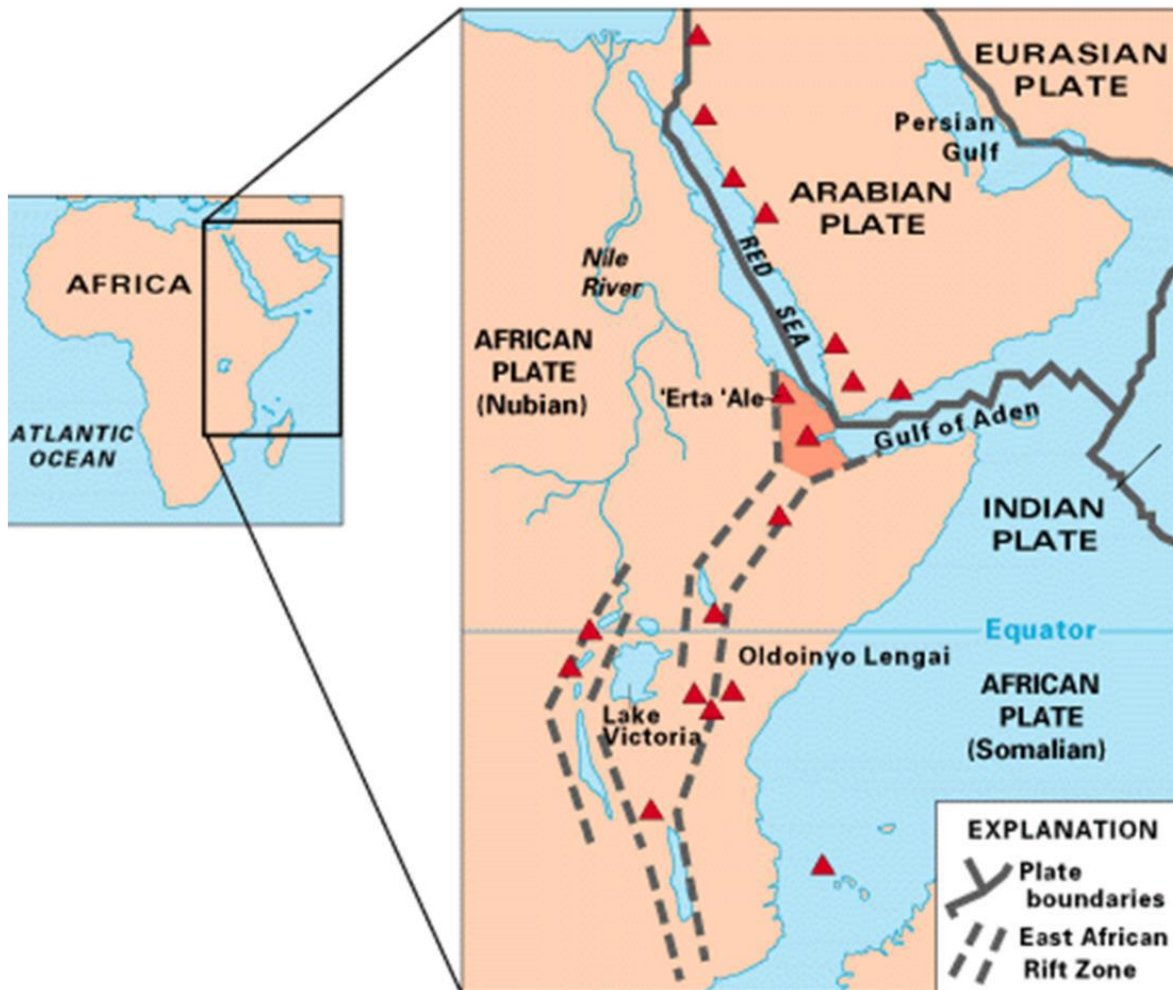 AFRICA
ATLANTIC
OCEAN
EURASIAN
PLATE
Persian
Gulf
ARABIAN
PLATE
RED
SEA
Nile
River
AFRICAN
PLATE
(Nubian)
'Erta 'Ale
Gulf of Aden
INDIAN
PLATE
Equator
Oldoinyo Lengai
AFRICAN
PLATE
(Somalian)
Lake
Victoria
EXPLANATION
Plate
boundaries
East African
Rift Zone